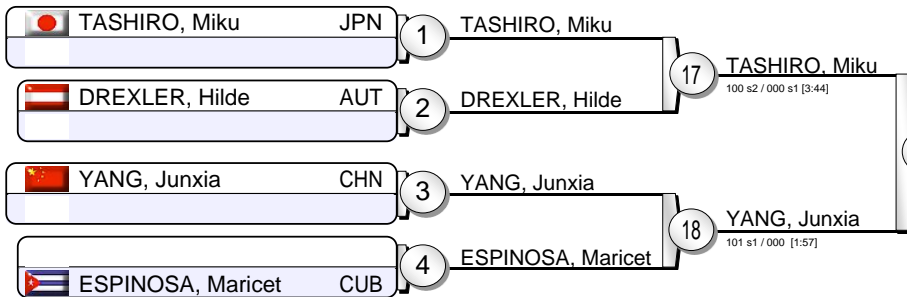 TASHIRO, Miku JPN
1
TASHIRO, Miku
DREXLER, Hilde AUT
2
DREXLER, Hilde
17
TASHIRO, Miku
100 s2 / 000 s1 [3:44]
YANG, Junxia CHN
3
YANG, Junxia
ESPINOSA, Maricet CUB
4
ESPINOSA, Maricet
18
YANG, Junxia
101 s1 / 000 [1:57]